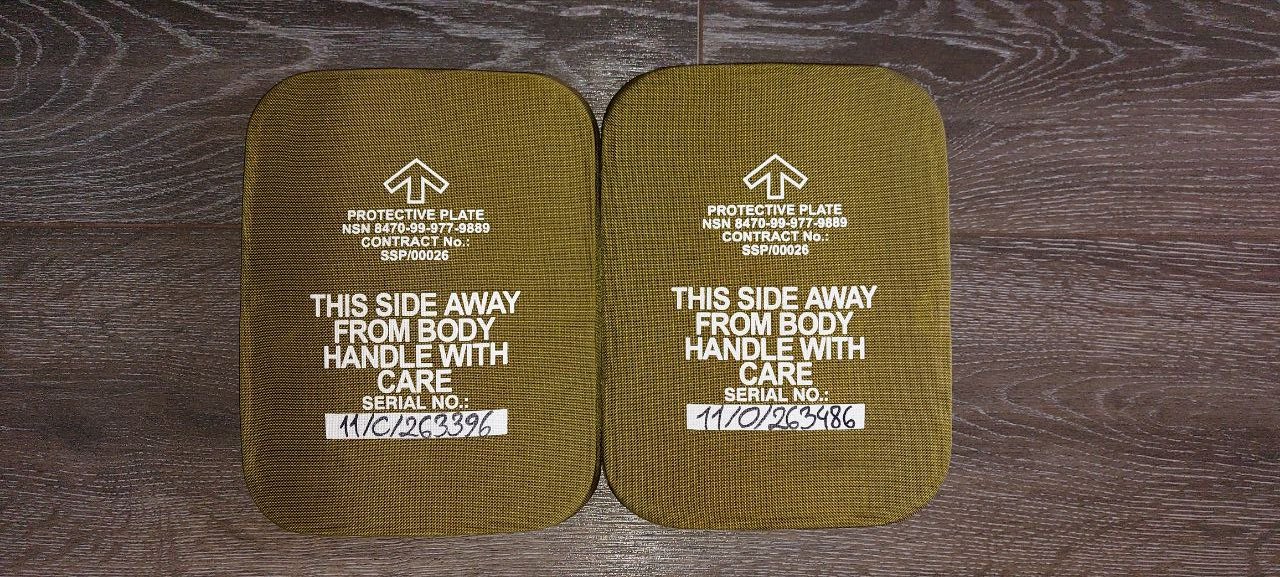 PROTECTIVE PLATE
NSN 8470-99-977-9889
CONTRACT No.:
SSP/00026
THIS SIDE AWAY
FROM BODY
HANDLE WITH
CARE
SERIAL NO.:
11/C/263396
PROTECTIVE PLATE
NSN 8470-99-977-9889
CONTRACT No.:
SSP/00026
THIS SIDE AWAY
FROM BODY
HANDLE WITH
CARE
SERIAL NO.:
11/O/263486